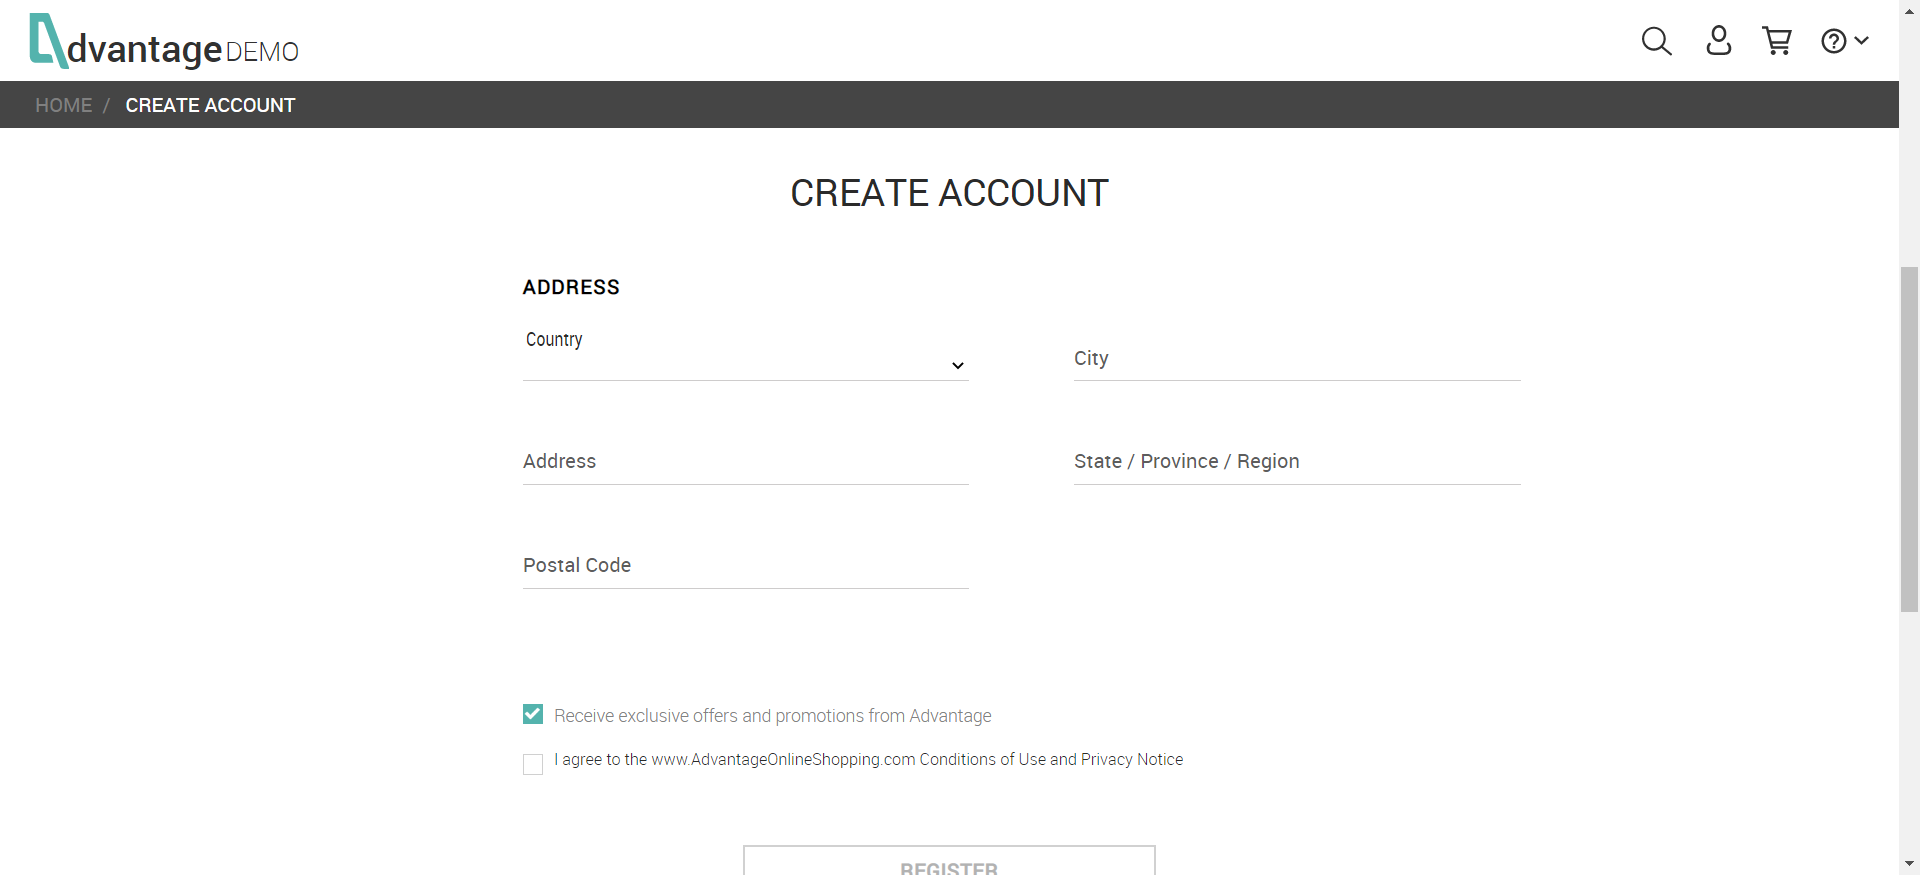 dvantage DEMO
HOME / CREATE ACCOUNT
CREATE ACCOUNT
ADDRESS
Country
City
Address
State / Province / Region
Postal Code
Receive exclusive offers and promotions from Advantage
I agree to the www.AdvantageOnlineShopping.com Conditions of Use and Privacy Notice
REGISTER